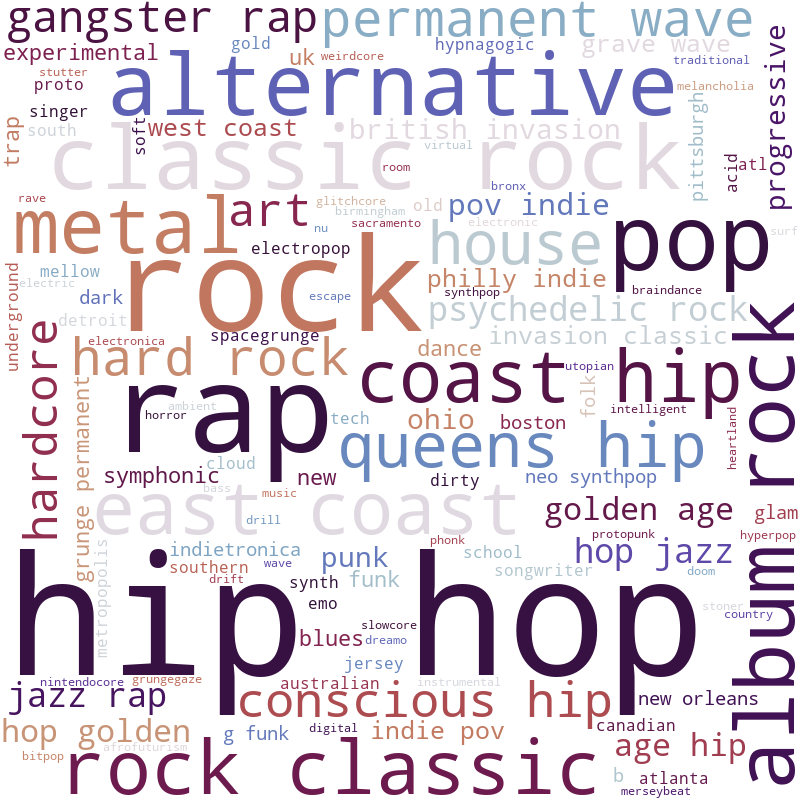 gangster rap
permanent wave
experimental
gold
hypnagogic
grave wave
uk
weirdcore
traditional
stutter
proto
alternative
melancholia
progressive
singer
trap
south
soft
west coast
british invasion
virtual
pittsburgh
acid
atl
classic rock
room
bronx
rave
metal
art
glitchcore
birmingham
old
pov indie
nu
sacramento
electronic
surf
electropop
house
pop
rock
mellow
electric
underground
dark
escape
philly indie
synthpop
braindance
detroit
spacegrunge
psychedelic rock
invasion classic
electronica
hard rock
dance
utopian
coast hip
album rock
hardcore
rap
ambient
horror
tech
ohio
boston
folk
intelligent
heartland
grunge permanent
queens hip
symphonic
cloud
new
dirty
neo synthpop
bass
music
east coast
golden age
glam
drill
phonk
protopunk
hyperpop
metropopolis
indietronica
wave
punk
school
hop jazz
southern
drift
synth
funk
songwriter
doom
emo
stoner
country
hip hop
slowcore
blues
dreamo
jersey
nintendocore
grungegaze
australian
instrumental
jazz rap
conscious hip
new orleans
hop golden
g funk
digital
indie pov
canadian
afrofuturism
age hip
bitpop
rock classic
b
atlanta
merseybeat